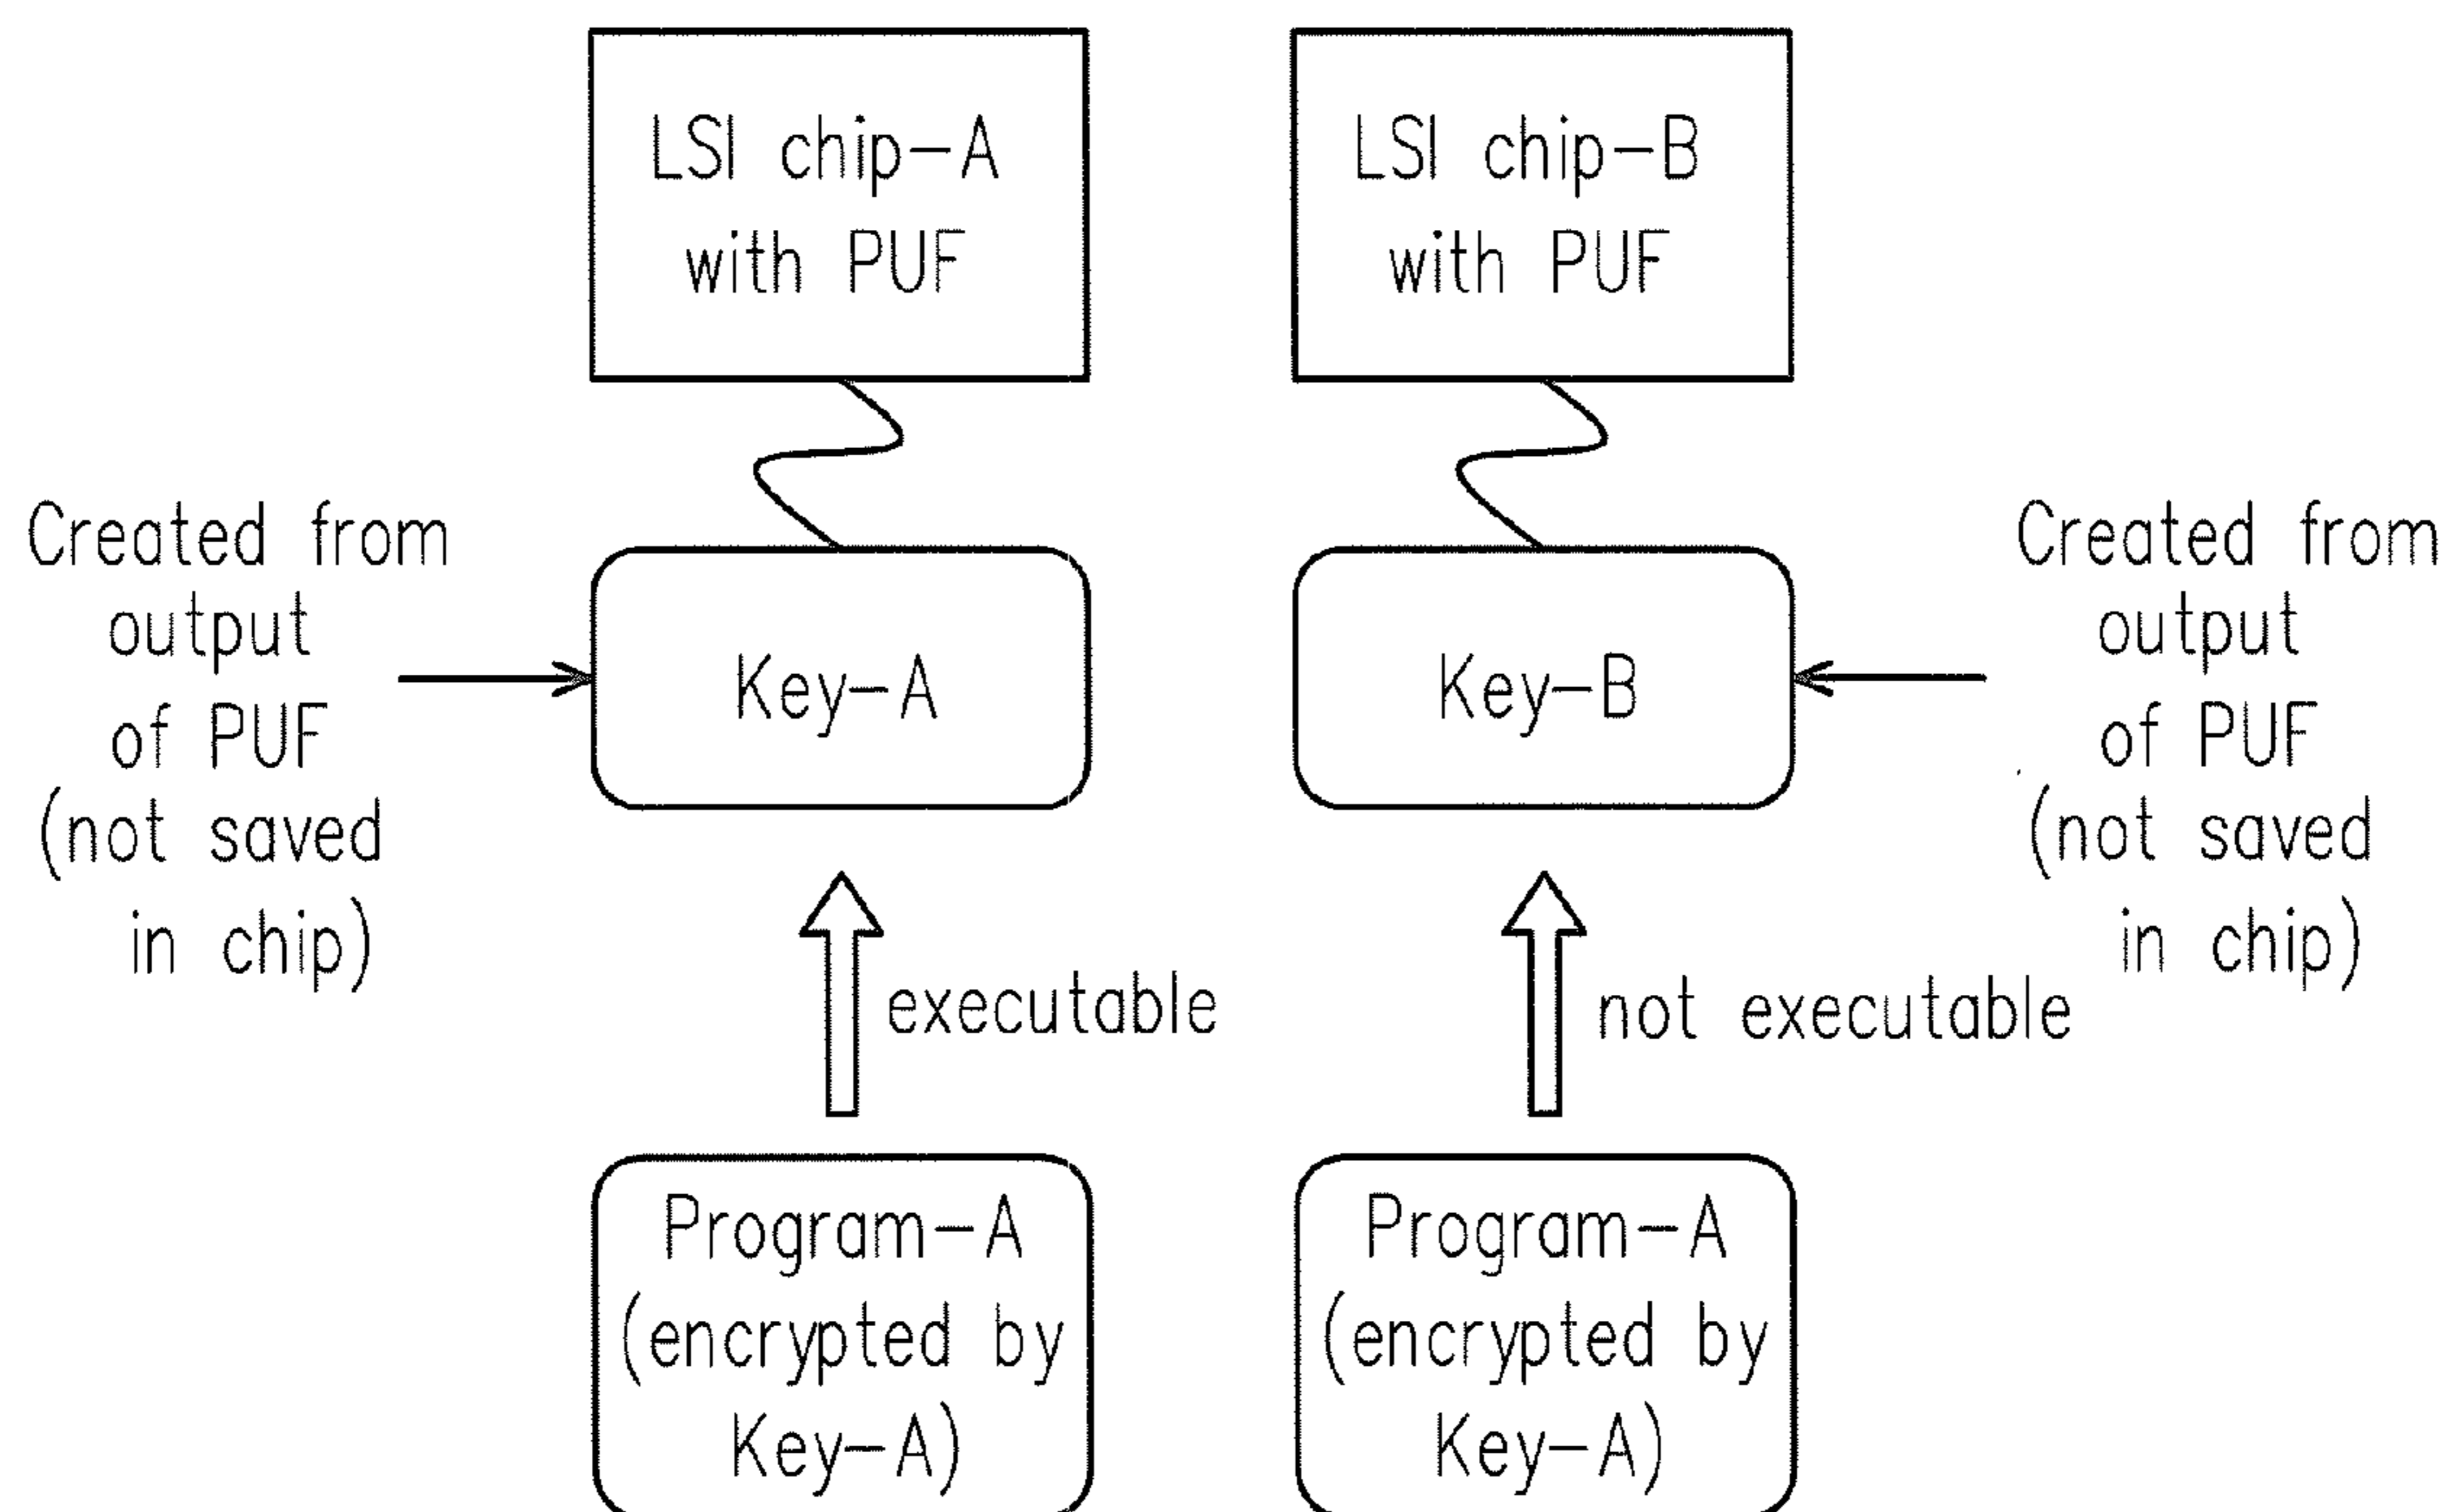 LSI chip-A
with PUF
LSI chip-B
with PUF
Created from
output
of PUF
(not saved
in chip)
Key-A
Key-B
Created from
output
of PUF
(not saved
in chip)
executable
not executable
Program-A
(encrypted by
Key-A)
Program-A
(encrypted by
Key-A)